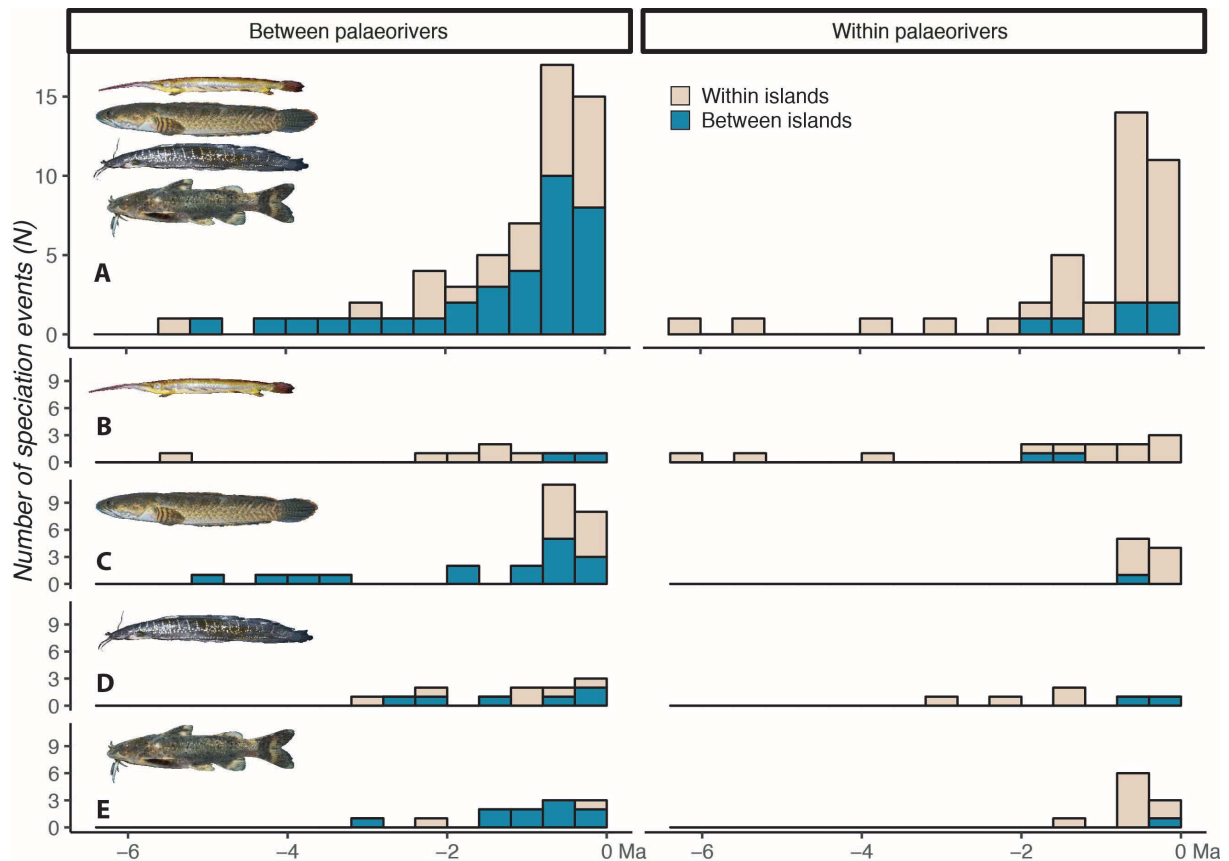 Between palaeorivers
Within palaeorivers
Number of speciation events (N)
15
10
5
0
A
Within islands
Between islands
9
6
3
0
B
9
6
3
0
C
9
6
3
0
D
9
6
3
0
E
−6
−4
−2
0 Ma
−6
−4
−2
0 Ma